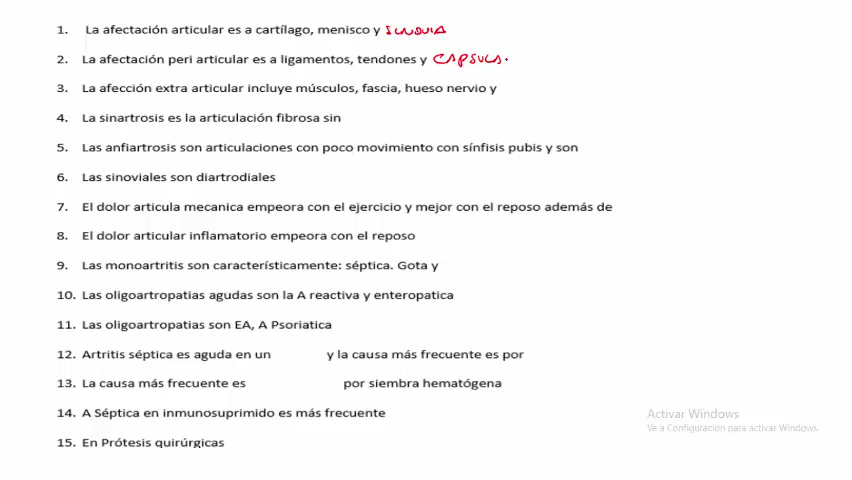 1. La afectación articular es a cartílago, menisco y SINOVIA
2. La afectación peri articular es a ligamentos, tendones y CAPSULA.
3. La afección extra articular incluye músculos, fascia, hueso nervio y
4. La sinartrosis es la articulación fibrosa sin
5. Las anfiartrosis son articulaciones con poco movimiento con sínfisis pubis y son
6. Las sinoviales son diartrodiales
7. El dolor articula mecanica empeora con el ejercicio y mejor con el reposo además de
8. El dolor articular inflamatorio empeora con el reposo
9. Las monoartritis son característicamente: séptica. Gota y
10. Las oligoartropatias agudas son la A reactiva y enteropatica
11. Las oligoartropatias son EA, A Psoriatica
12. Artritis séptica es aguda en un y la causa más frecuente es por
13. La causa más frecuente es por siembra hematógena
14. A Séptica en inmunosuprimido es más frecuente
15. En Prótesis quirúrgicas
Activar Windows
Ve a Configuración para activar Windows.